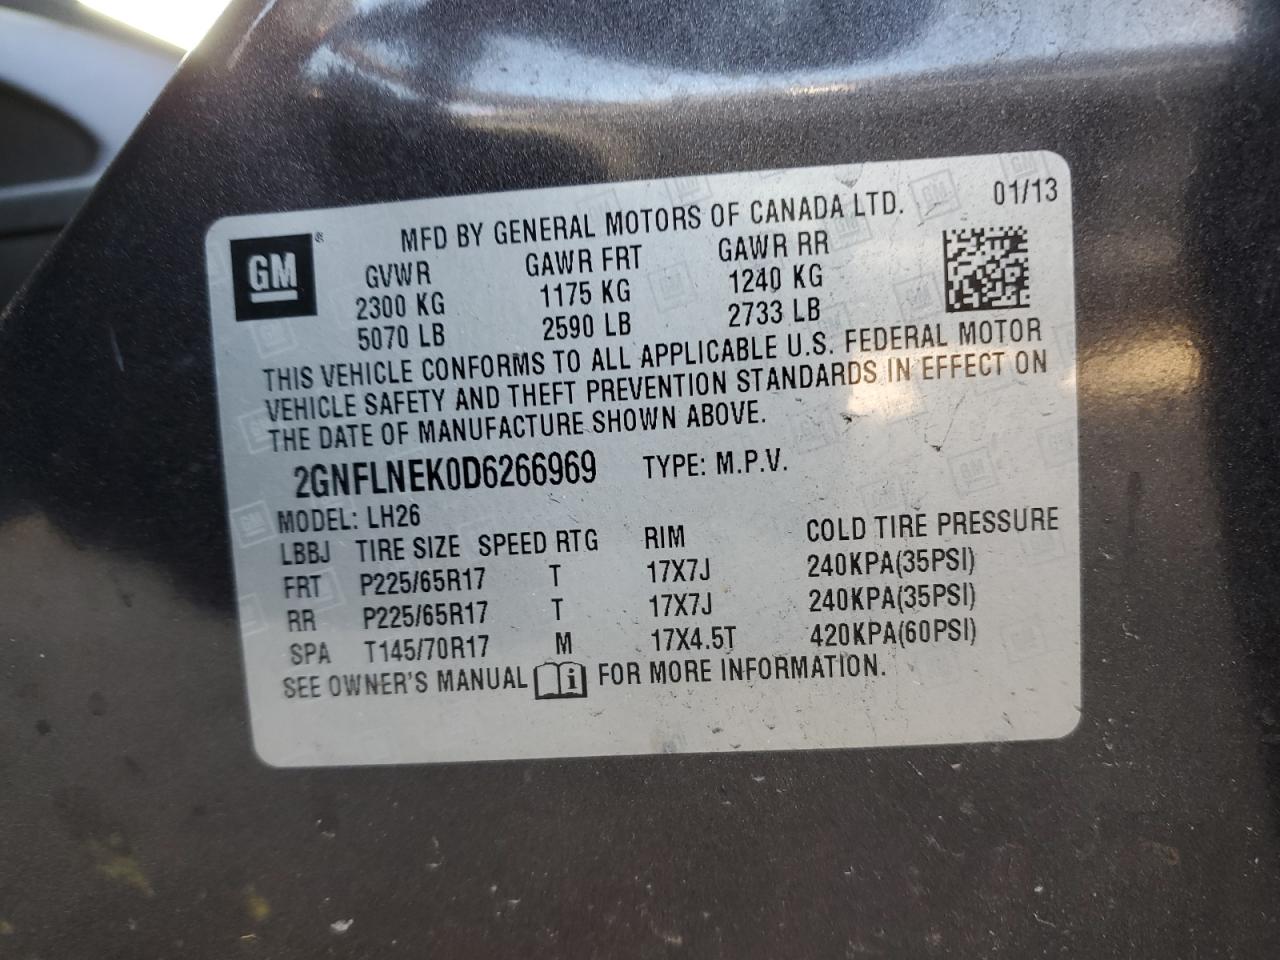 GM ®
MFD BY GENERAL MOTORS OF CANADA LTD. 01/13
GVWR GAWR FRT GAWR RR
2300 KG 1175 KG 1240 KG
5070 LB 2590 LB 2733 LB
THIS VEHICLE CONFORMS TO ALL APPLICABLE U.S. FEDERAL MOTOR
VEHICLE SAFETY AND THEFT PREVENTION STANDARDS IN EFFECT ON
THE DATE OF MANUFACTURE SHOWN ABOVE.
2GNFLNEK0D6266969 TYPE: M.P.V.
MODEL: LH26
LBBJ TIRE SIZE SPEED RTG RIM COLD TIRE PRESSURE
FRT P225/65R17 T 17X7J 240KPA(35PSI)
RR P225/65R17 T 17X7J 240KPA(35PSI)
SPA T145/70R17 M 17X4.5T 420KPA(60PSI)
SEE OWNER'S MANUAL i FOR MORE INFORMATION.